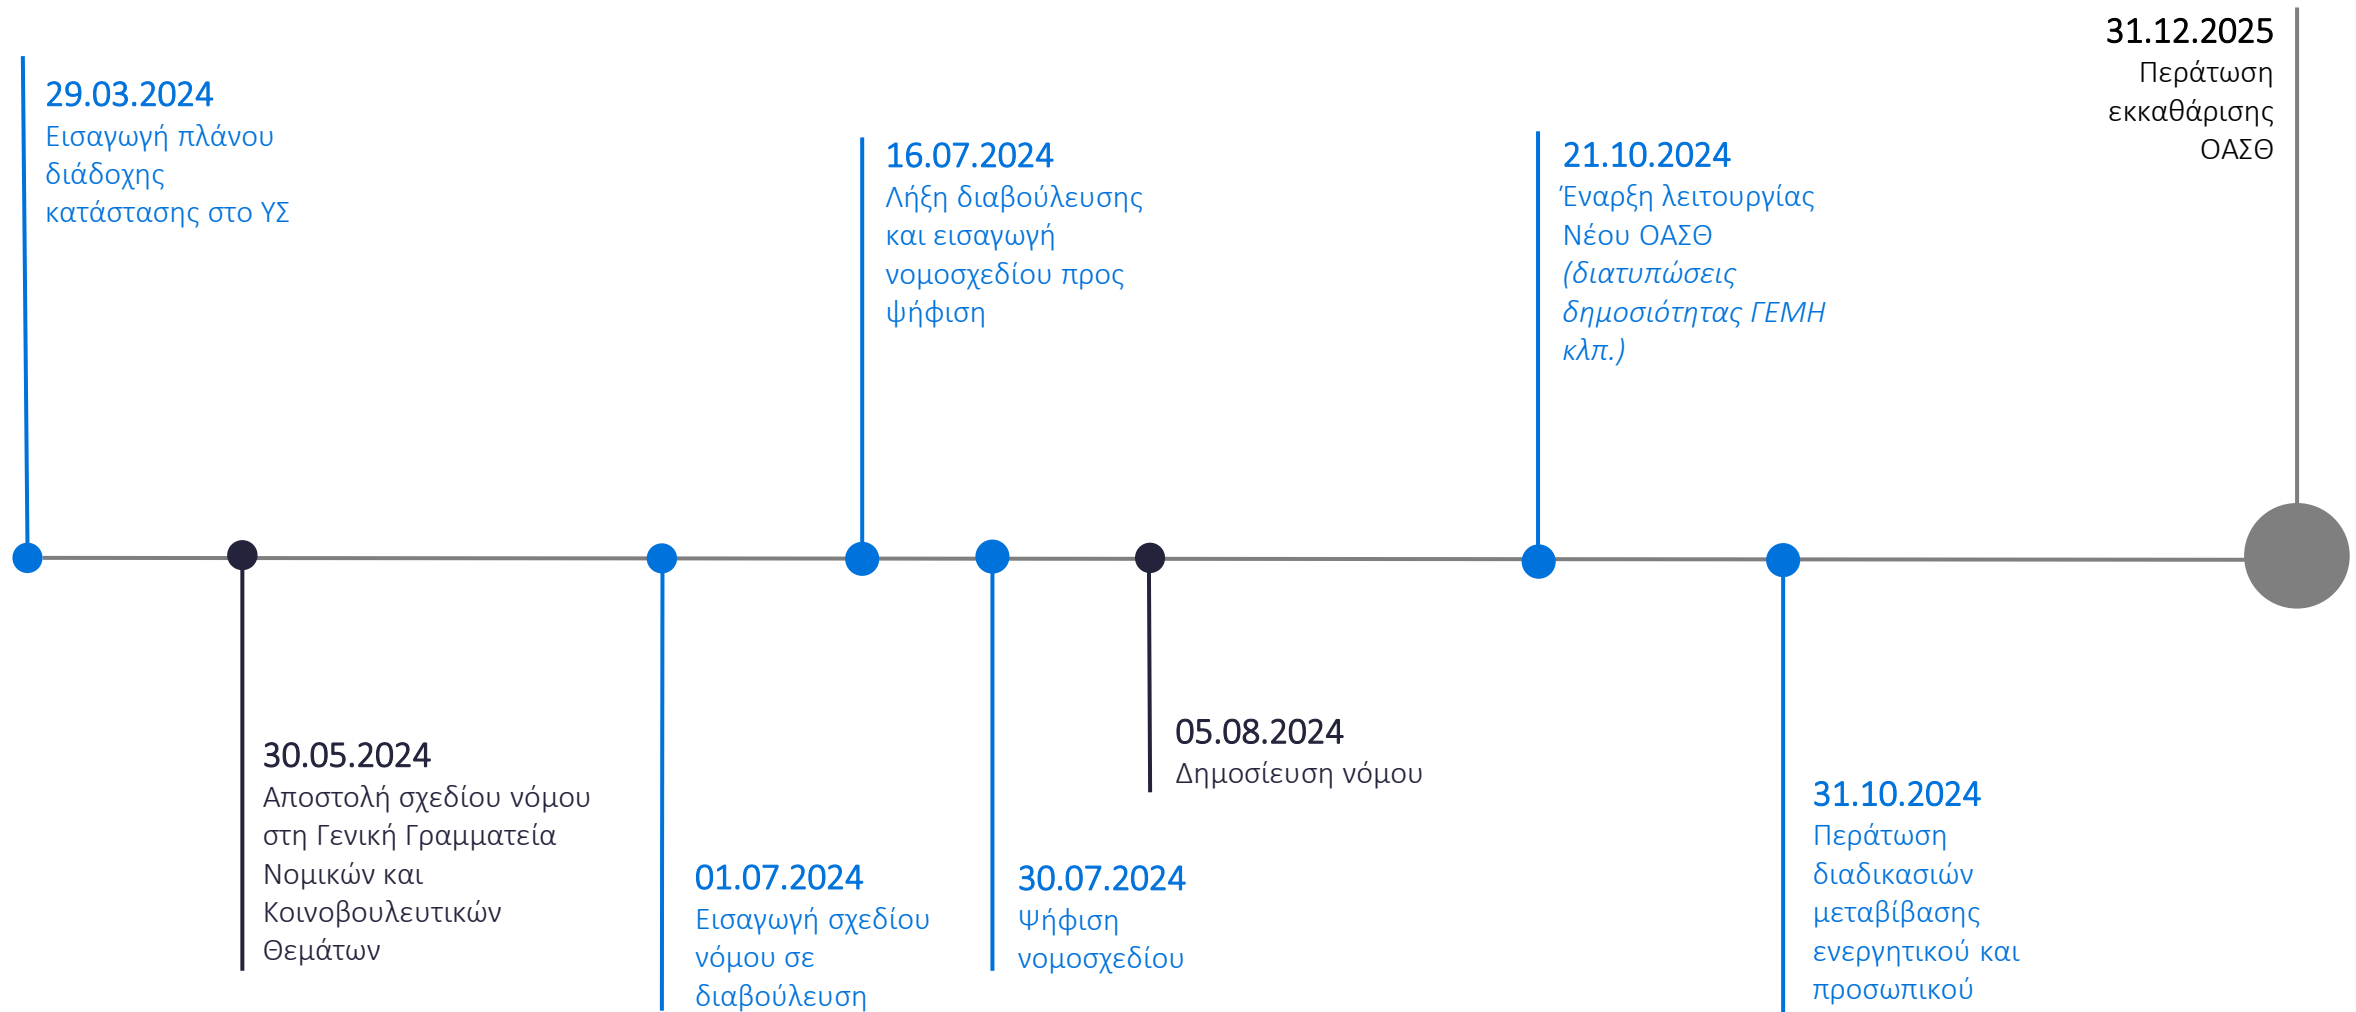 29.03.2024
Εισαγωγή πλάνου
διάδοχης
κατάστασης στο ΥΣ
30.05.2024
Αποστολή σχεδίου νόμου
στη Γενική Γραμματεία
Νομικών και
Κοινοβουλευτικών
Θεμάτων
01.07.2024
Εισαγωγή σχεδίου
νόμου σε
διαβούλευση
16.07.2024
Λήξη διαβούλευσης
και εισαγωγή
νομοσχεδίου προς
ψήφιση
30.07.2024
Ψήφιση
νομοσχεδίου
05.08.2024
Δημοσίευση νόμου
21.10.2024
Έναρξη λειτουργίας
Νέου ΟΑΣΘ
(διατυπώσεις
δημοσιότητας ΓΕΜΗ
κλπ.)
31.10.2024
Περάτωση
διαδικασιών
μεταβίβασης
ενεργητικού και
προσωπικού
31.12.2025
Περάτωση
εκκαθάρισης
ΟΑΣΘ